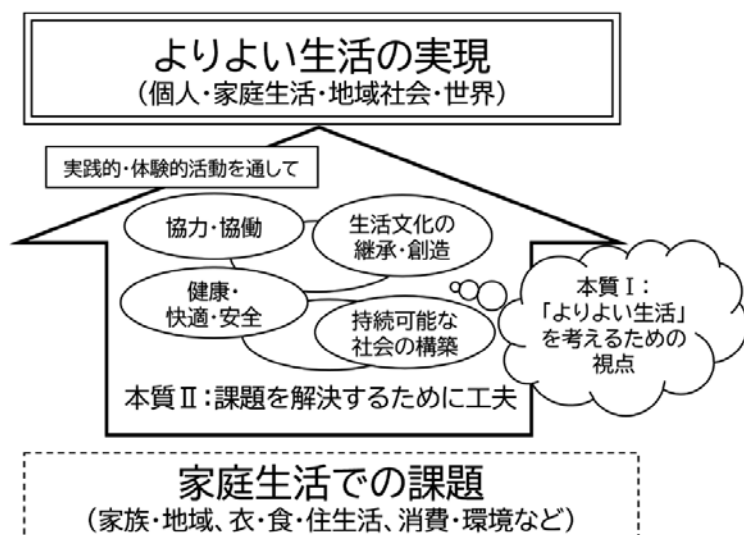 よりよい生活の実現
（個人・家庭生活・地域社会・世界）
実践的・体験的活動を通して
協力・協働
生活文化の
継承・創造
健康・
快適・安全
持続可能な
社会の構築
本質Ⅰ：
「よりよい生活」
を考えるための
視点
本質Ⅱ：課題を解決するために工夫
家庭生活での課題
（家族・地域、衣・食・住生活、消費・環境など）